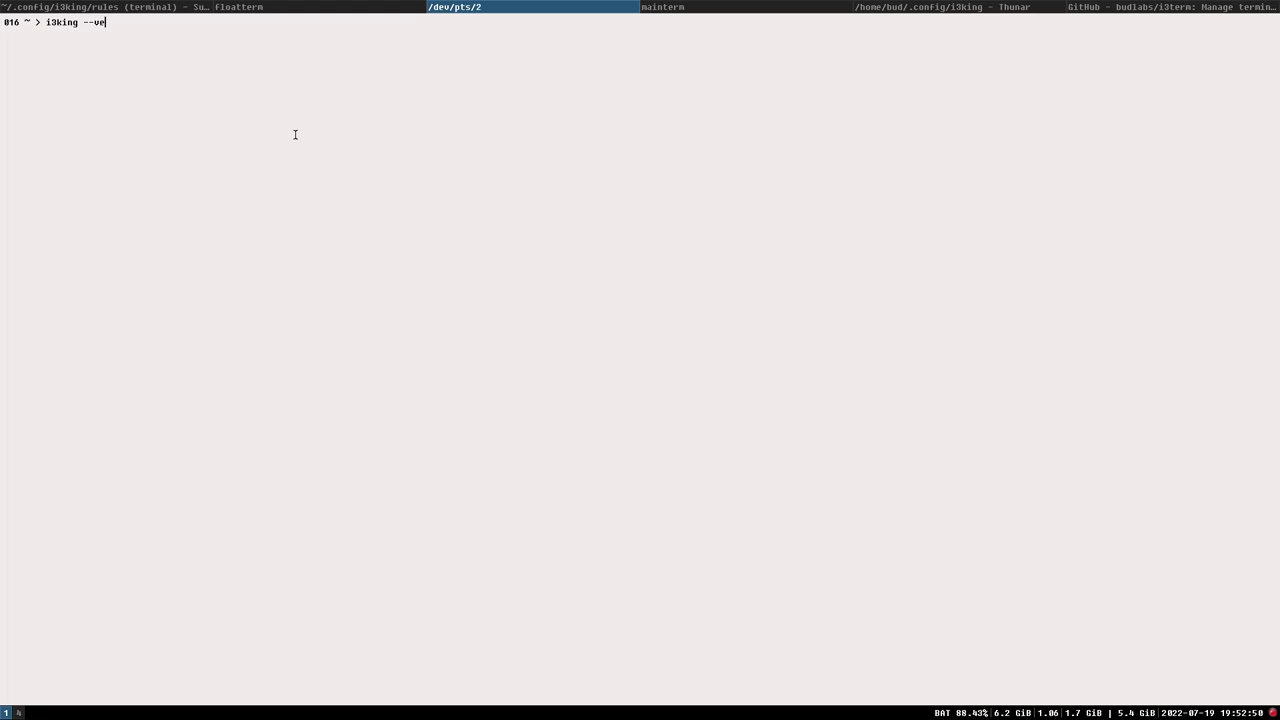 ~/.config/i3king/rules (terminal) - Su… floatterm /dev/pts/2 mainterm /home/bud/.config/i3king - Thunar GitHub - budlabs/i3term: Manage termin…
016 ~ > i3king --ve
1 4 BAT 88.43% 6.2 GiB 1.06 1.7 GiB | 5.4 GiB 2022-07-19 19:52:50